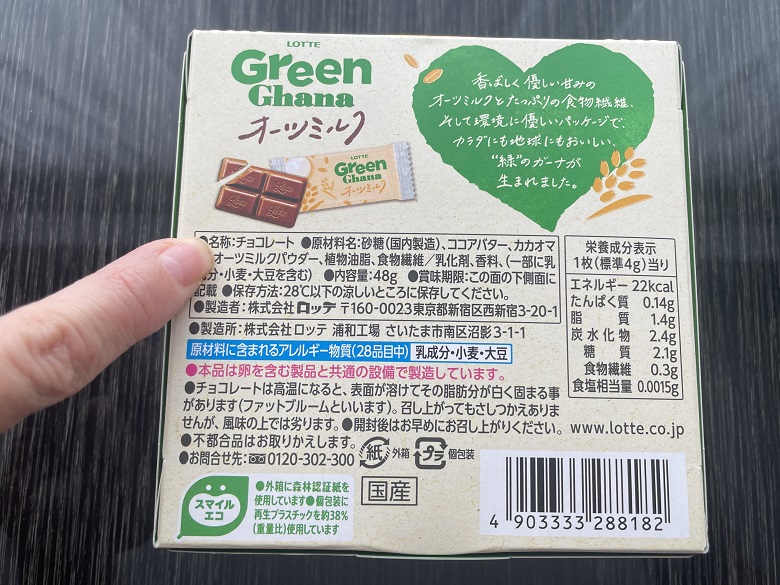 LOTTE
Green
Ghana
オーツミルク
LOTTE
Green
Ghana
オーツミルク
香ばしく優しい甘みの
オーツミルクとたっぷりの食物繊維、
そして環境に優しいパッケージで、
カラダにも地球にもおいしい、
“緑”のガーナが
生まれました。
●名称:チョコレート ●原材料名:砂糖(国内製造)、ココアバター、カカオマ
オーツミルクパウダー、植物油脂、食物繊維/乳化剤、香料、(一部に乳
分・小麦・大豆を含む) ●内容量:48g ●賞味期限:この面の下側面に
記載 ●保存方法:28℃以下の涼しいところに保存してください。
●製造者:株式会社ロッテ 〒160-0023東京都新宿区西新宿3-20-1
●製造所:株式会社ロッテ 浦和工場 さいたま市南区沼影3-1-1
原材料に含まれるアレルギー物質(28品目中) 乳成分・小麦・大豆
●本品は卵を含む製品と共通の設備で製造しています。
●チョコレートは高温になると、表面が溶けてその脂肪分が白く固まる事
があります(ファットブルームといいます)。召し上がってもさしつかえありま
せんが、風味の上では劣ります。●開封後はお早めにお召し上がりください。
●不都合品はお取りかえします。
●お問合せ先:0120-302-300
紙 外箱 プラ 個包装
栄養成分表示
1枚(標準4g)当り
エネルギー 22kcal
たんぱく質 0.14g
脂質 1.4g
炭水化物 2.4g
糖質 2.1g
食物繊維 0.3g
食塩相当量 0.0015g
www.lotte.co.jp
スマイル
エコ
●外箱に森林認証紙を
使用しています●個包装に
再生プラスチックを約38%
(重量比)使用しています
国産
4 903333 288182